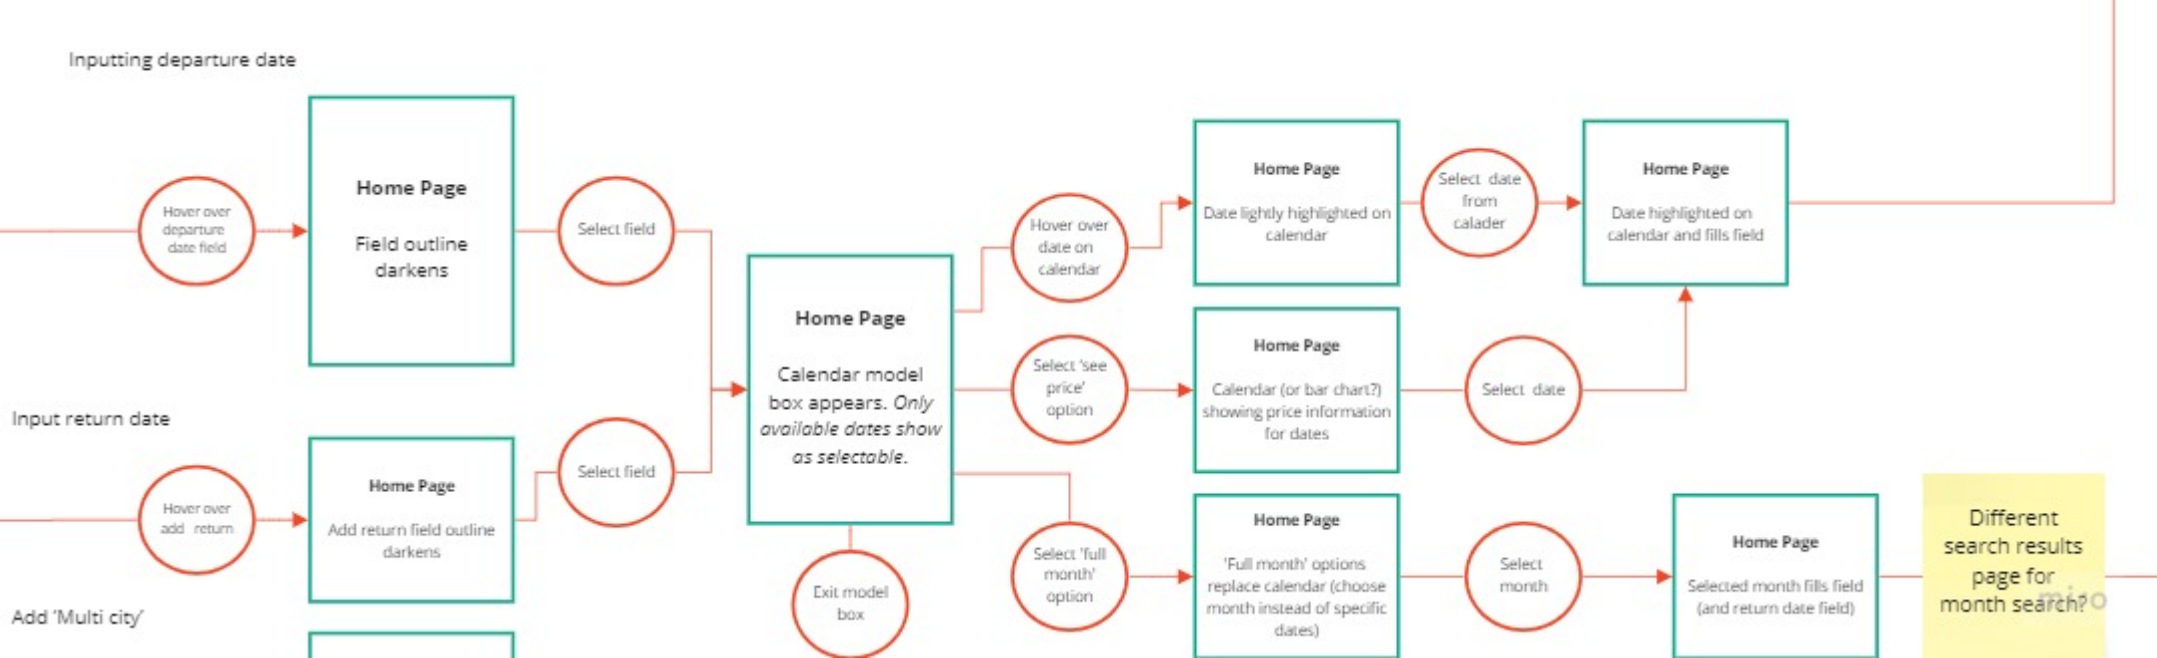 Inputting departure date
Hover over
departure
date field
Home Page
Field outline
darkens
Select field
Input return date
Hover over
add return
Home Page
Add return field outline
darkens
Select field
Add 'Multi city'
Home Page
Calendar model
box appears. Only
available dates show
as selectable.
Exit model
box
Hover over
date on
calendar
Home Page
Date lightly highlighted on
calendar
Select date
from
calader
Home Page
Date highlighted on
calendar and fills field
Select 'see
price'
option
Home Page
Calendar (or bar chart?)
showing price information
for dates
Select date
Select 'full
month'
option
Home Page
'Full month' options
replace calendar (choose
month instead of specific
dates)
Select
month
Home Page
Selected month fills field
(and return date field)
Different
search results
page for
month search?
miro